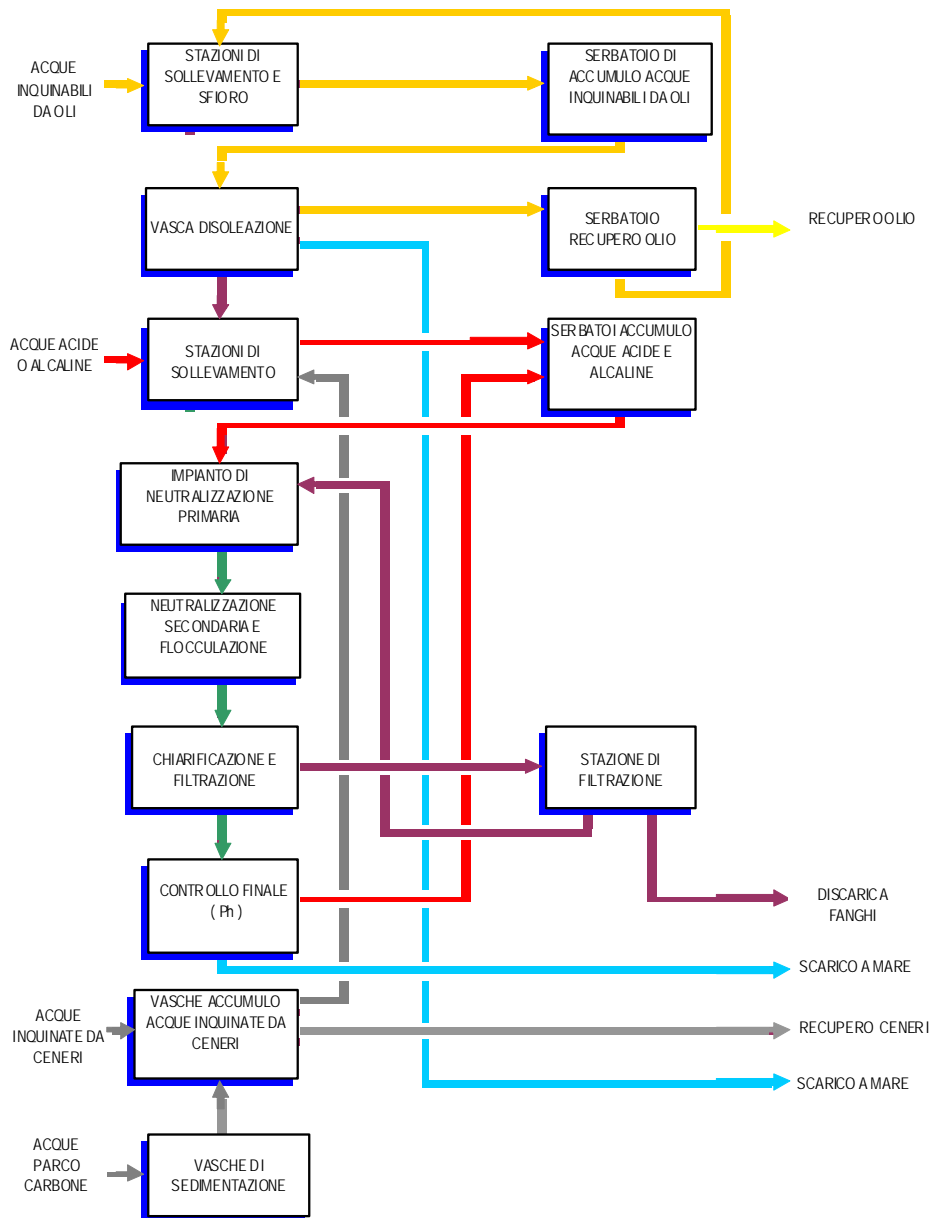 ACQUE
INQUINABILI
DA OLI
STAZIONI DI
SOLLEVAMENTO E
SFIORO
SERBATOIO DI
ACCUMULO ACQUE
INQUINABILI DA OLI
VASCA DISOLEAZIONE
SERBATOIO
RECUPERO OLIO
RECUPERO OLIO
ACQUE ACIDE
O ALCALINE
STAZIONI DI
SOLLEVAMENTO
SERBATOI ACCUMULO
ACQUE ACIDE E
ALCALINE
IMPIANTO DI
NEUTRALIZZAZIONE
PRIMARIA
NEUTRALIZZAZIONE
SECONDARIA E
FLOCCULAZIONE
CHIARIFICAZIONE E
FILTRAZIONE
STAZIONE DI
FILTRAZIONE
CONTROLLO FINALE
( Ph )
DISCARICA
FANGHI
SCARICO A MARE
ACQUE
INQUINATE DA
CENERI
VASCHE ACCUMULO
ACQUE INQUINATE DA
CENERI
RECUPERO CENERI
SCARICO A MARE
ACQUE
PARCO
CARBONE
VASCHE DI
SEDIMENTAZIONE